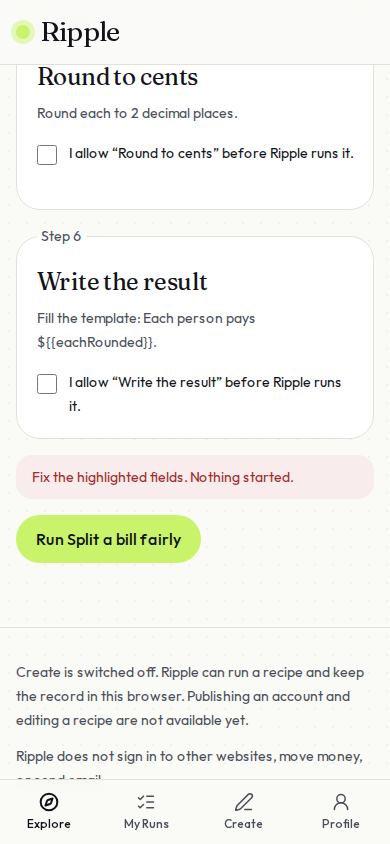 Ripple
Round to cents
Round each to 2 decimal places.
I allow “Round to cents” before Ripple runs it.
Step 6
Write the result
Fill the template: Each person pays
${{eachRounded}}.
I allow “Write the result” before Ripple runs
it.
Fix the highlighted fields. Nothing started.
Run Split a bill fairly
Create is switched off. Ripple can run a recipe and keep
the record in this browser. Publishing an account and
editing a recipe are not available yet.
Ripple does not sign in to other websites, move money,
or send email.
Explore
My Runs
Create
Profile